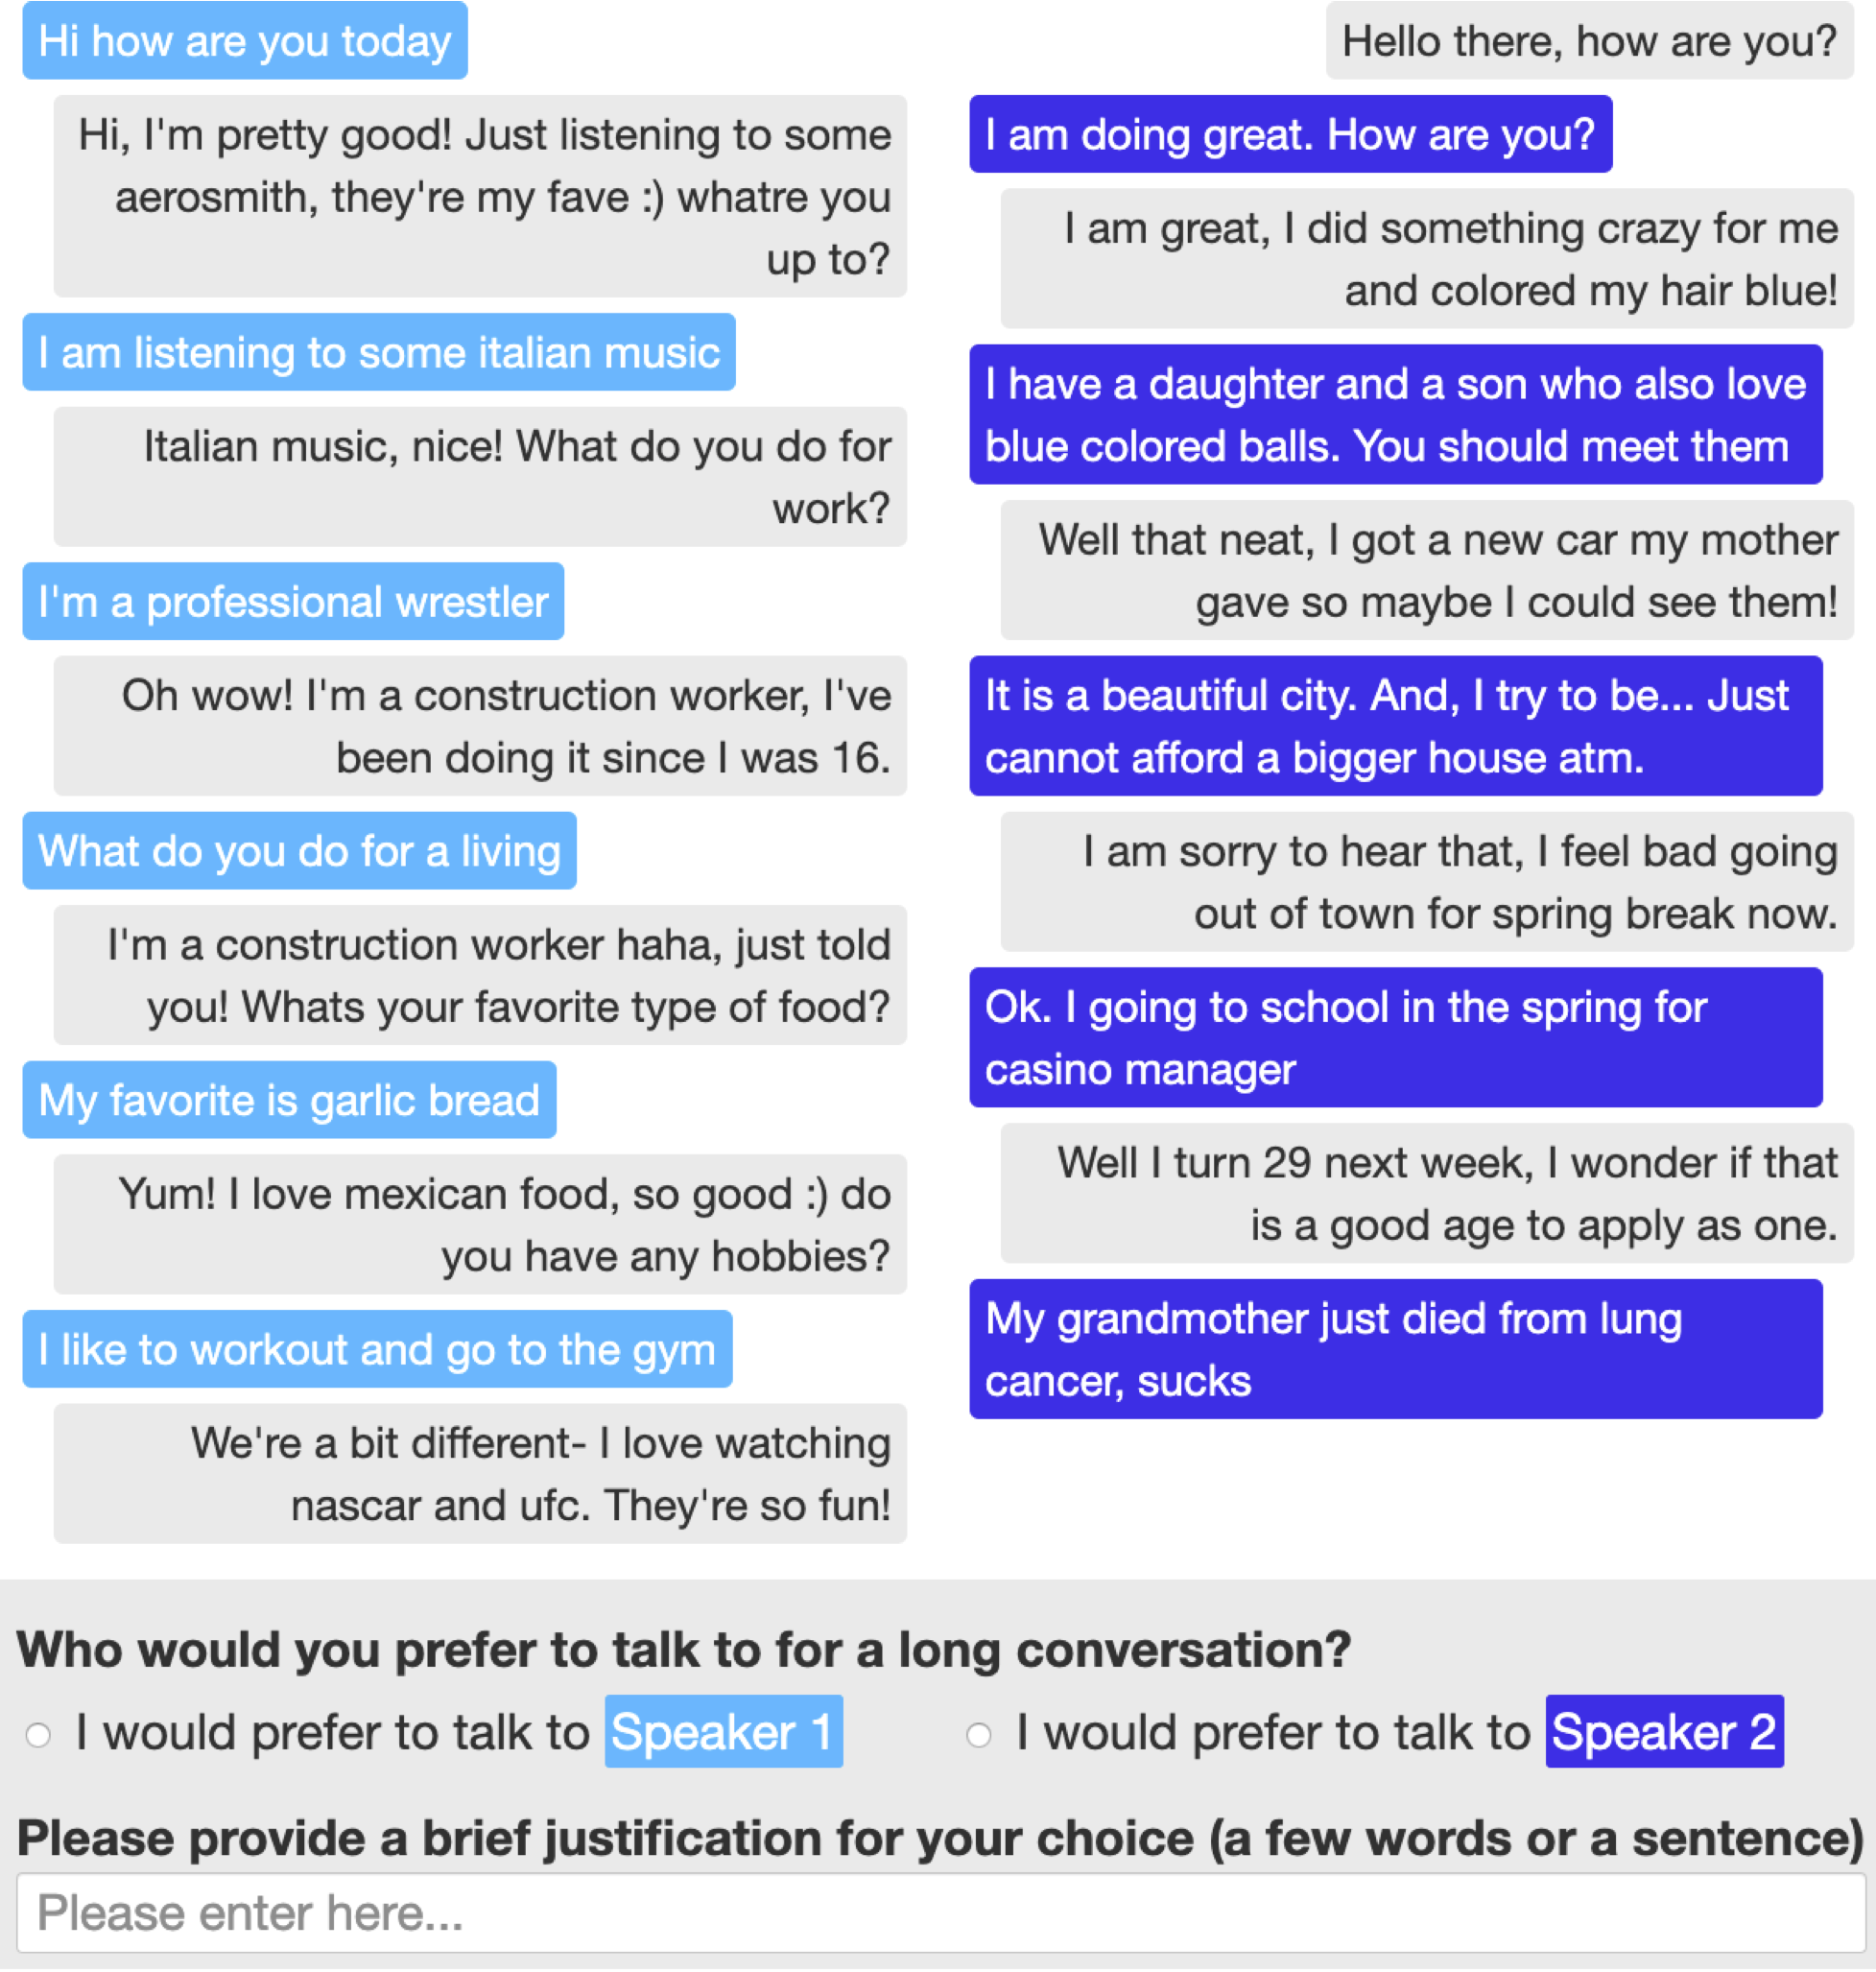 Hi how are you today
Hi, I'm pretty good! Just listening to some
aerosmith, they're my fave :) whatre you
up to?
I am listening to some italian music
Italian music, nice! What do you do for
work?
I'm a professional wrestler
Oh wow! I'm a construction worker, I've
been doing it since I was 16.
What do you do for a living
I'm a construction worker haha, just told
you! Whats your favorite type of food?
My favorite is garlic bread
Yum! I love mexican food, so good :) do
you have any hobbies?
I like to workout and go to the gym
We're a bit different- I love watching
nascar and ufc. They're so fun!
Hello there, how are you?
I am doing great. How are you?
I am great, I did something crazy for me
and colored my hair blue!
I have a daughter and a son who also love
blue colored balls. You should meet them
Well that neat, I got a new car my mother
gave so maybe I could see them!
It is a beautiful city. And, I try to be... Just
cannot afford a bigger house atm.
I am sorry to hear that, I feel bad going
out of town for spring break now.
Ok. I going to school in the spring for
casino manager
Well I turn 29 next week, I wonder if that
is a good age to apply as one.
My grandmother just died from lung
cancer, sucks
Who would you prefer to talk to for a long conversation?
I would prefer to talk to Speaker 1
I would prefer to talk to Speaker 2
Please provide a brief justification for your choice (a few words or a sentence)
Please enter here...